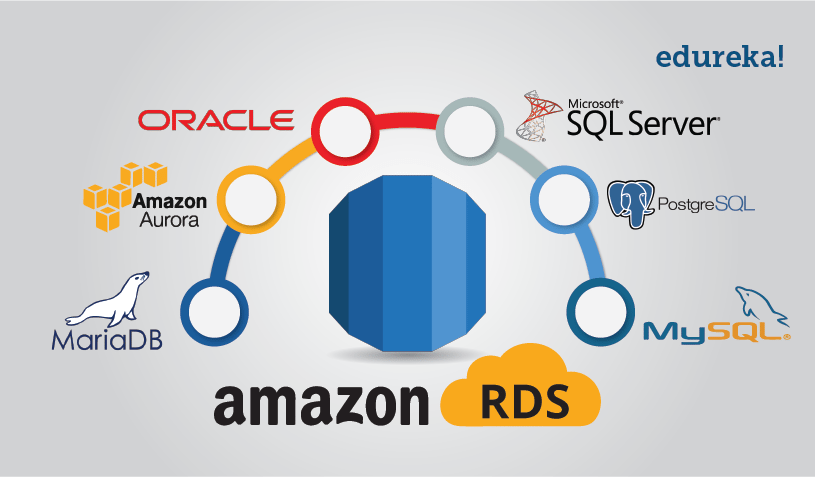 edureka!
ORACLE
Microsoft®
SQL Server®
Amazon
Aurora
PostgreSQL
MariaDB
MySQL®
amazon RDS